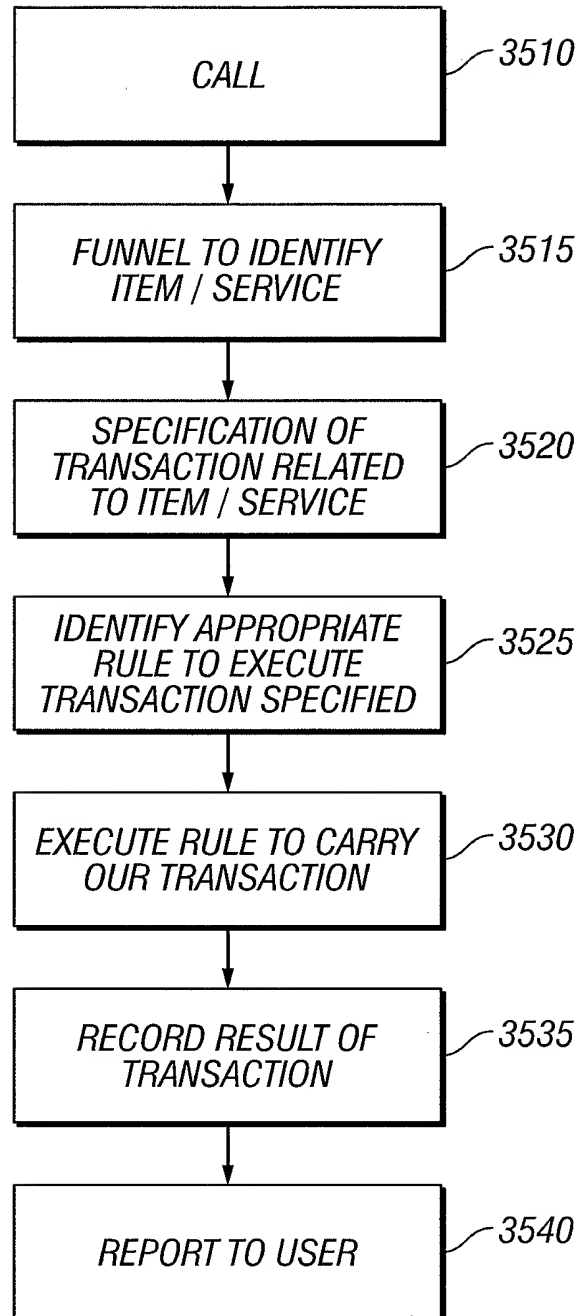 CALL
3510
FUNNEL TO IDENTIFY
ITEM / SERVICE
3515
SPECIFICATION OF
TRANSACTION RELATED
TO ITEM / SERVICE
3520
IDENTIFY APPROPRIATE
RULE TO EXECUTE
TRANSACTION SPECIFIED
3525
EXECUTE RULE TO CARRY
OUR TRANSACTION
3530
RECORD RESULT OF
TRANSACTION
3535
REPORT TO USER
3540